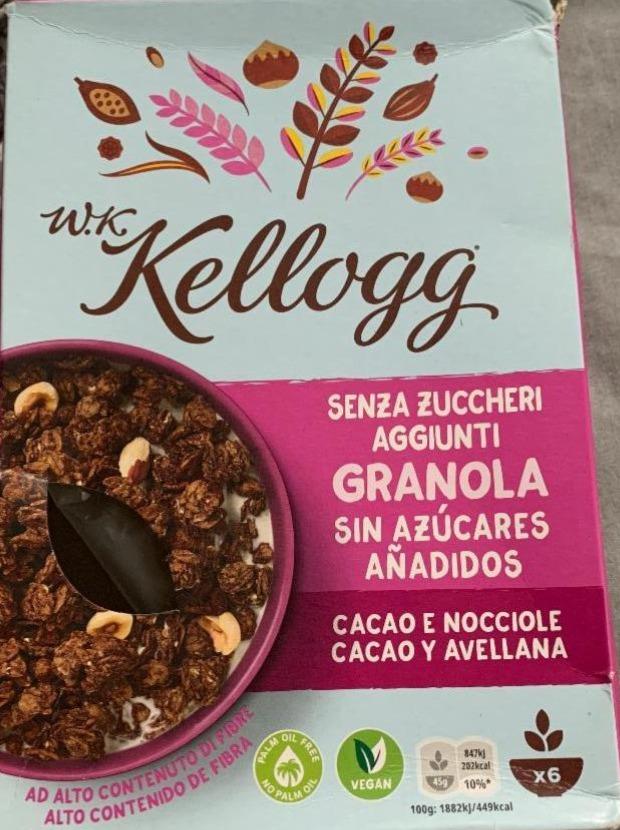 W.K.
Kellogg
SENZA ZUCCHERI
AGGIUNTI
GRANOLA
SIN AZÚCARES
AÑADIDOS
CACAO E NOCCIOLE
CACAO Y AVELLANA
AD ALTO CONTENUTO DI FIBRE
ALTO CONTENIDO DE FIBRA
PALM OIL FREE
NO PALM OIL
VEGAN
45g
847kj
202kcal
10%*
100g: 1882kJ/449kcal
x6